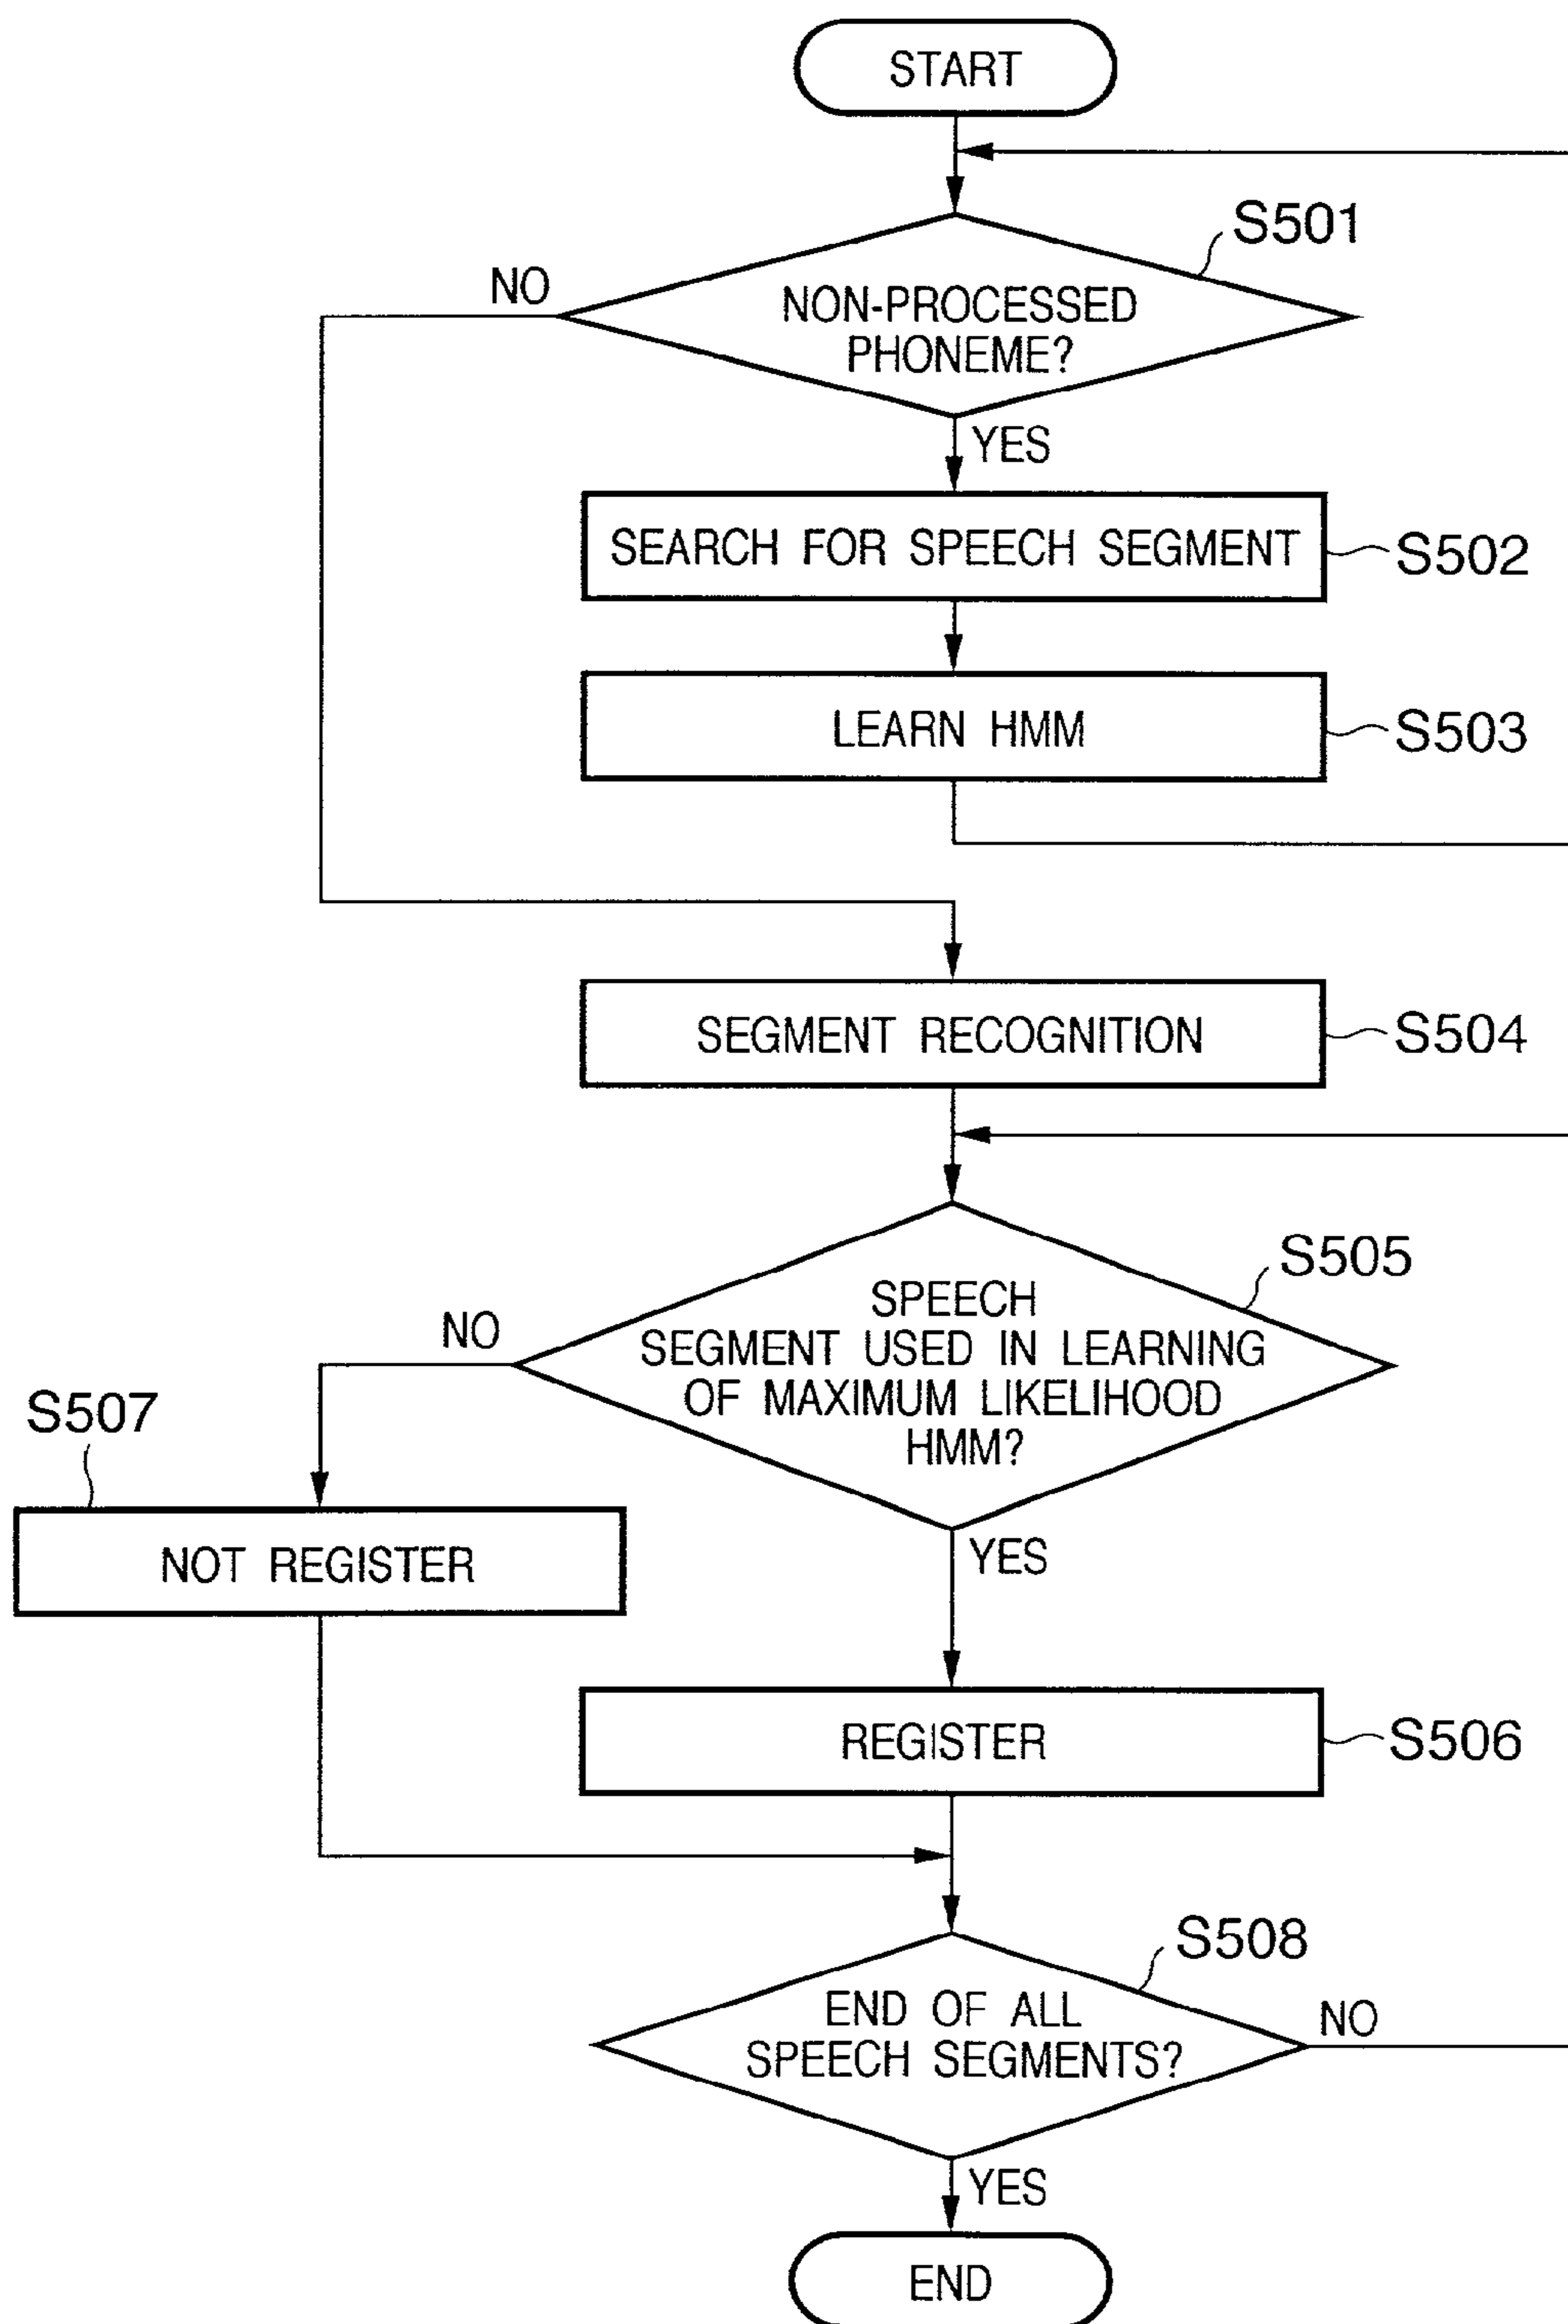 START
S501
NO
NON-PROCESSED
PHONEME?
YES
SEARCH FOR SPEECH SEGMENT
S502
LEARN HMM
S503
SEGMENT RECOGNITION
S504
S505
SPEECH
SEGMENT USED IN LEARNING
OF MAXIMUM LIKELIHOOD
HMM?
NO
S507
NOT REGISTER
YES
REGISTER
S506
S508
END OF ALL
SPEECH SEGMENTS?
NO
YES
END